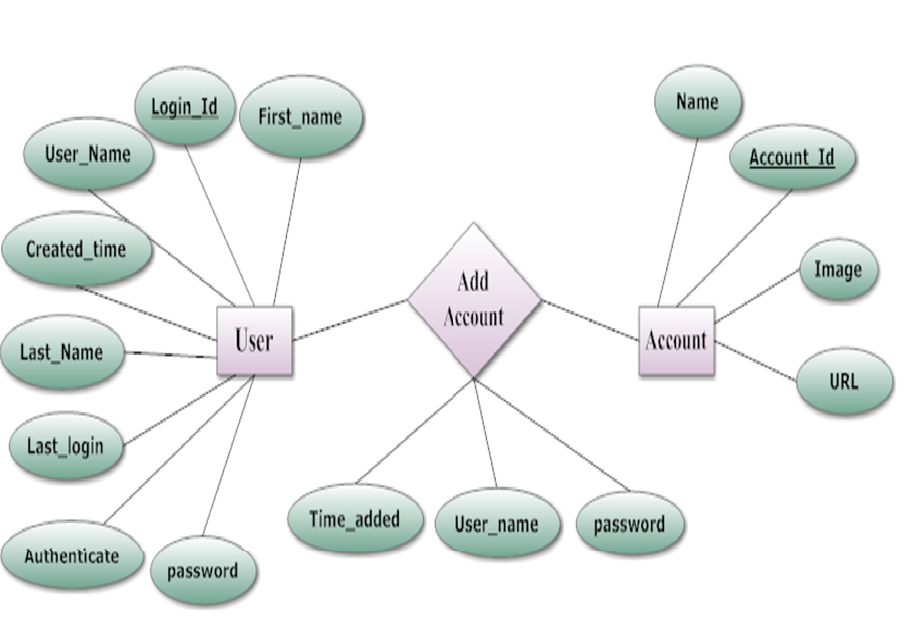 Login_Id
First_name
User_Name
Created_time
Last_Name
Last_login
Authenticate
password
User
Add
Account
Time_added
User_name
password
Account
Name
Account_Id
Image
URL